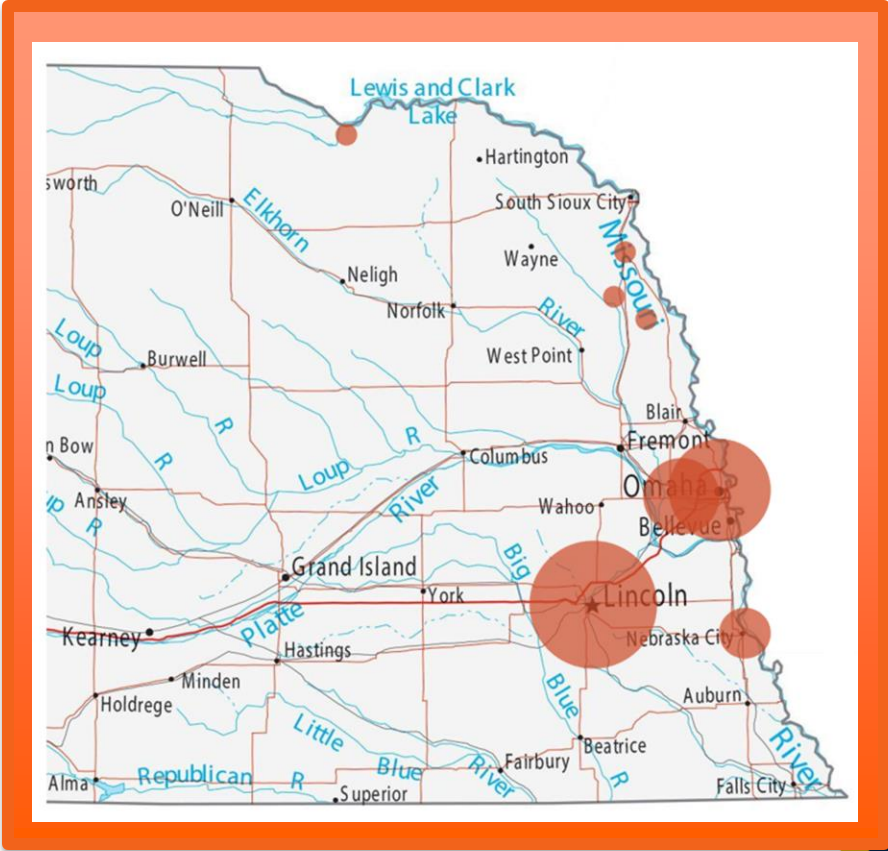 Lewis and Clark
Lake
Hartington
sworth
O'Neill
Elkhorn
South Sioux City
Missouri
Wayne
Neligh
Norfolk
River
Loup
Burwell
West Point
Loup
R
Blair
n Bow
R
R
Fremont
Loup
Columbus
Omaha
up
Ansley
R
River
Wahoo
Bellevue
Big
Grand Island
York
Lincoln
Platte
Kearney
Nebraska City
Hastings
Minden
Holdrege
Blue
Auburn
Little
River
Beatrice
Alma
Republican
R
Blue
River
Fairbury
R
Falls City
Superior